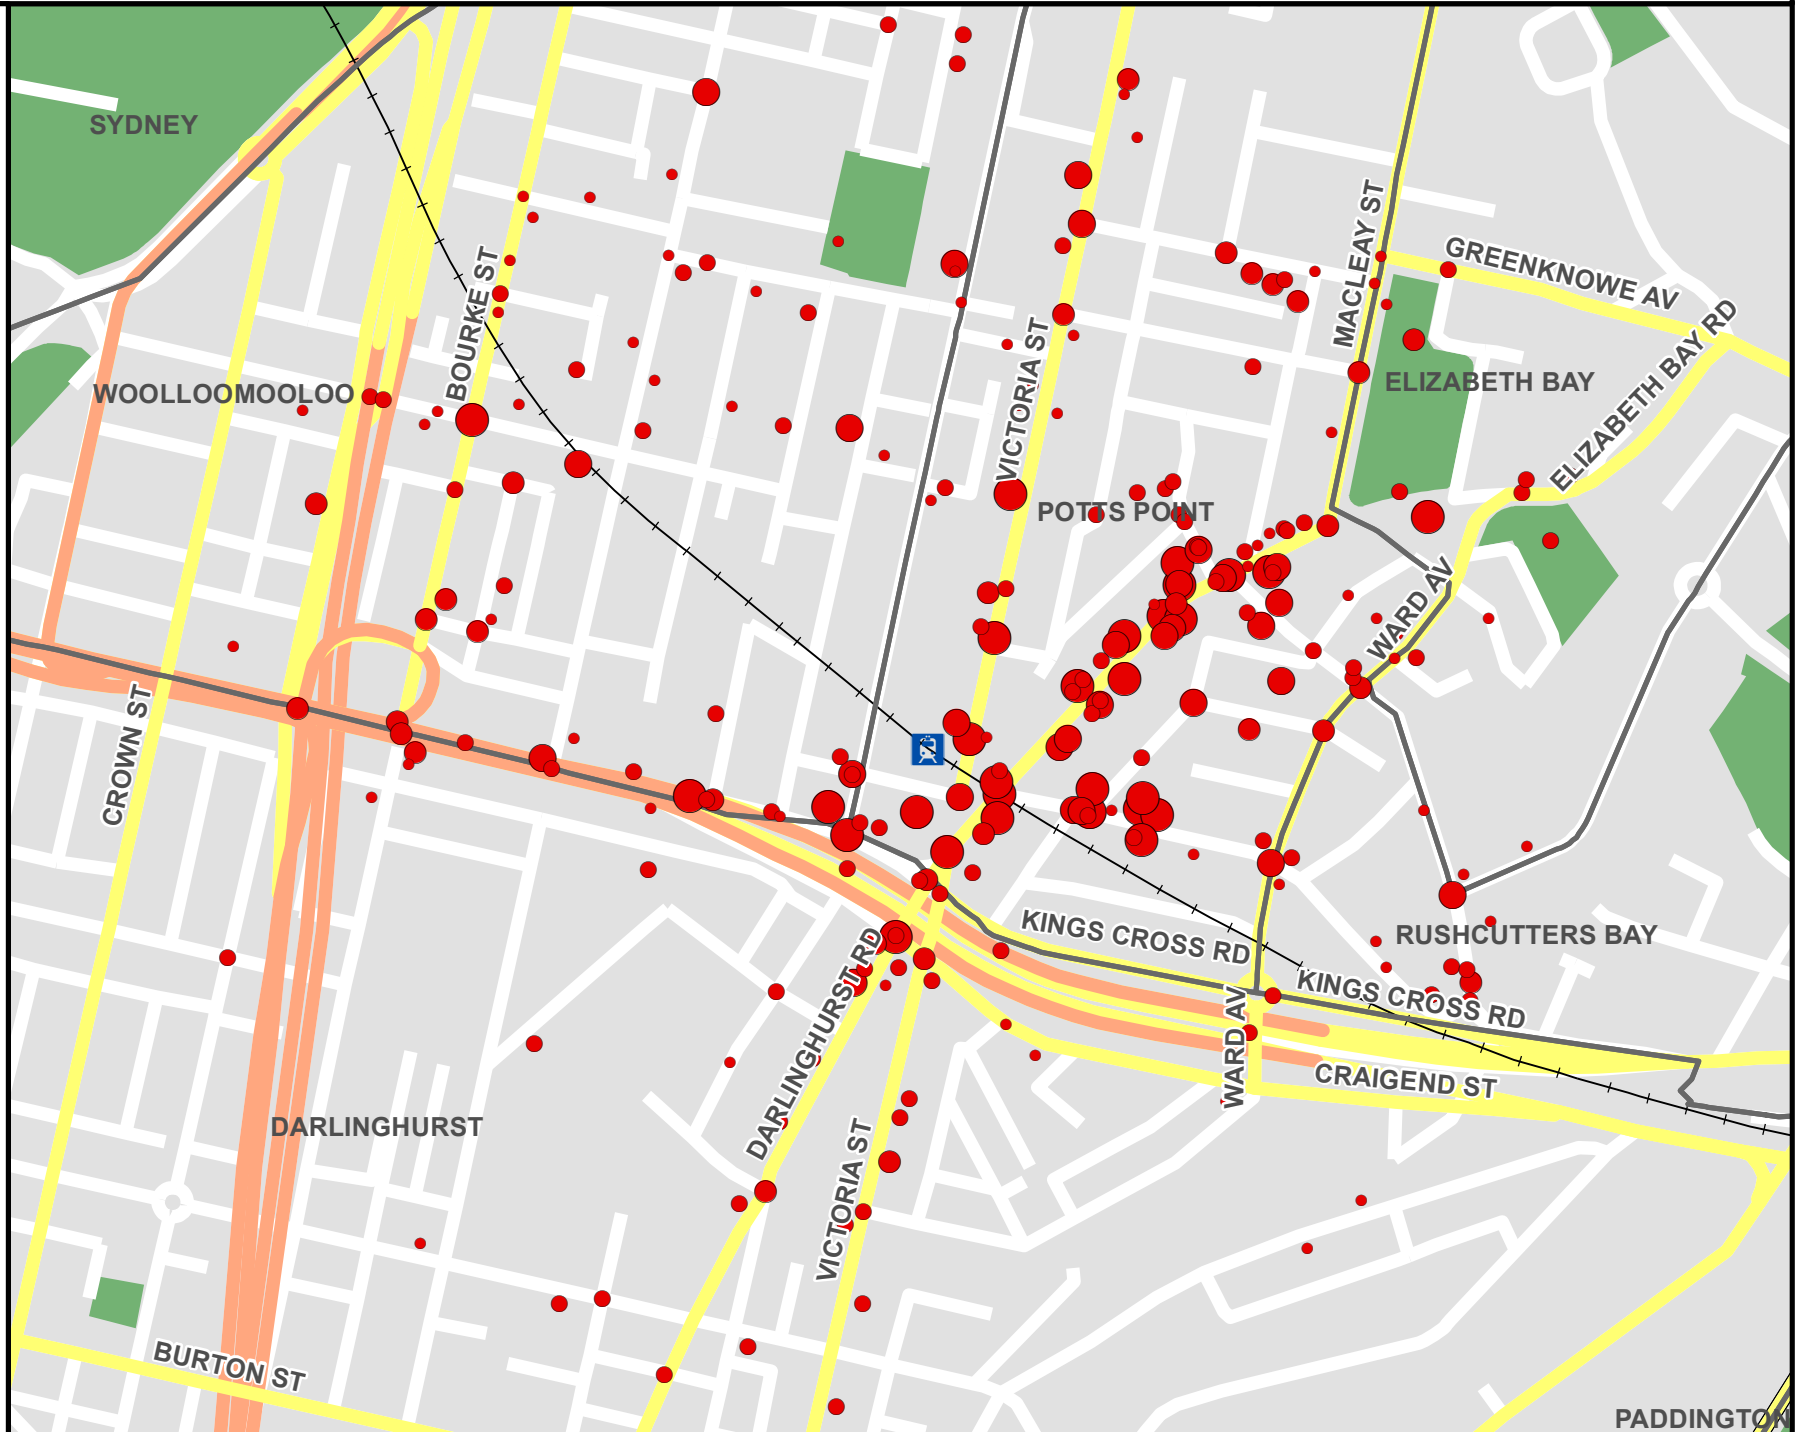 SYDNEY
MACLEAY ST
GREENKNOWE AV
BOURKE ST
ELIZABETH BAY RD
VICTORIA ST
ELIZABETH BAY
WOOLLOOMOOLOO
POTTS POINT
WARD AV
CROWN ST
KINGS CROSS RD
RUSHCUTTERS BAY
KINGS CROSS RD
DARLINGHURST RD
WARD AV
CRAIGEND ST
DARLINGHURST
VICTORIA ST
BURTON ST
PADDINGTON